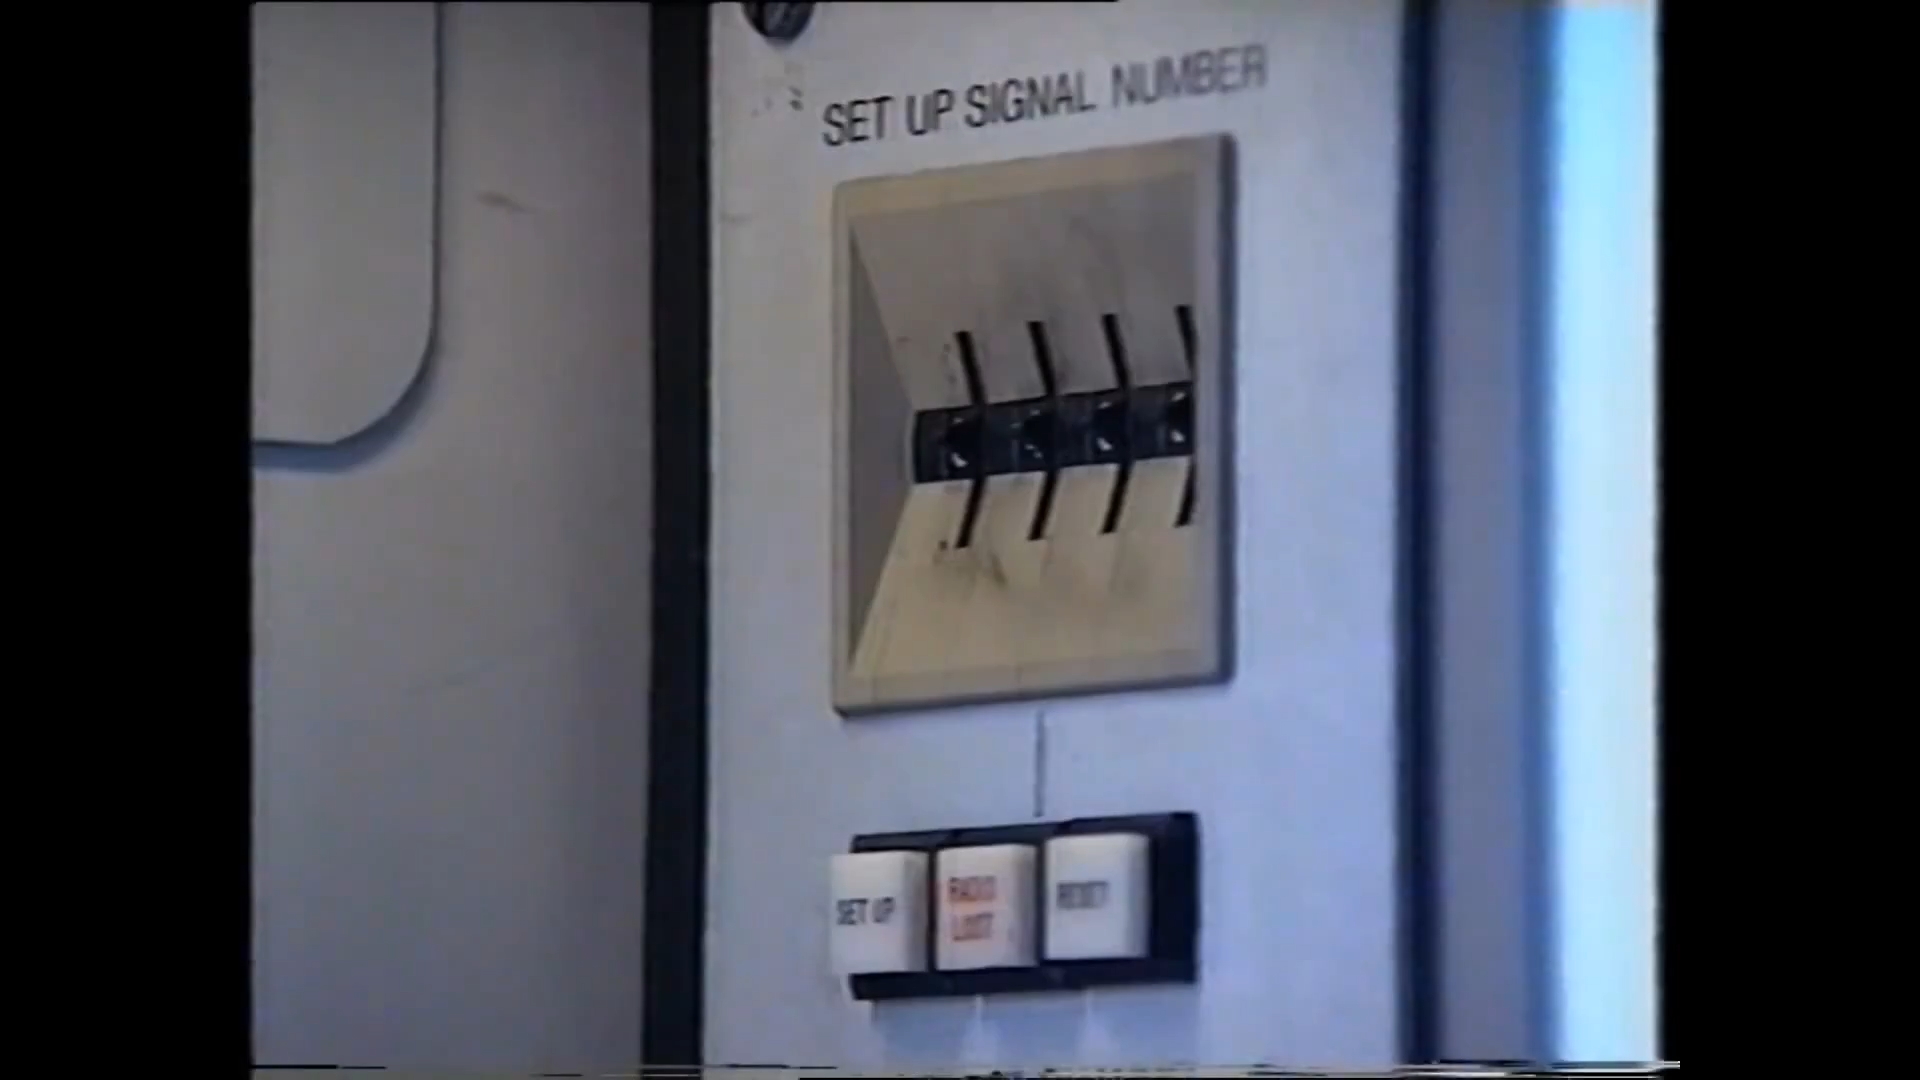 SET UP SIGNAL NUMBER
SET UP
RADIO
LOST
RESET